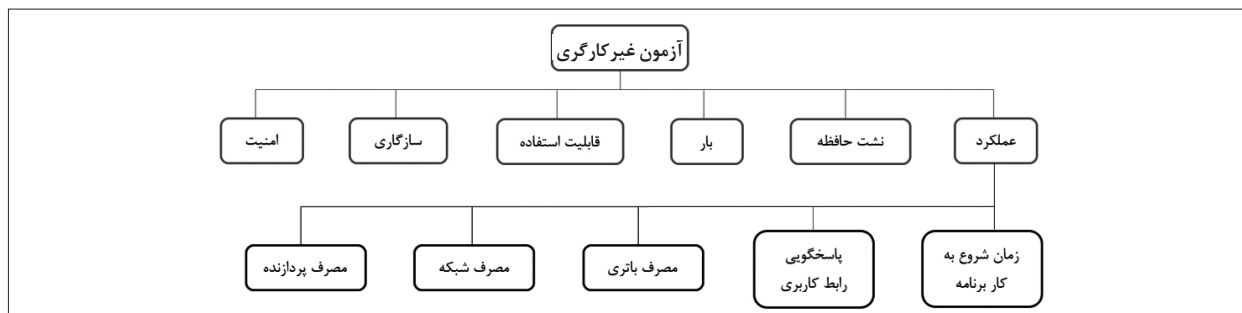 آزمون غیرکارگری
عملکرد
نشت حافظه
بار
قابلیت استفاده
سازگاری
امنیت
زمان شروع به
کار برنامه
پاسخگویی
رابط کاربری
مصرف باتری
مصرف شبکه
مصرف پردازنده